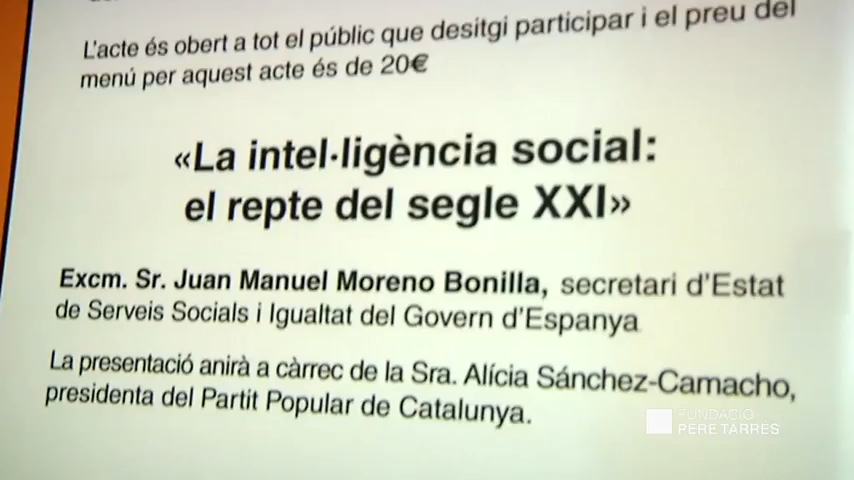 L'acte és obert a tot el públic que desitgi participar i el preu del
menú per aquest acte és de 20€
«La intel·ligència social:
el repte del segle XXI»
Excm. Sr. Juan Manuel Moreno Bonilla, secretari d'Estat
de Serveis Socials i Igualtat del Govern d'Espanya
La presentació anirà a càrrec de la Sra. Alícia Sánchez-Camacho,
presidenta del Partit Popular de Catalunya.
FUNDACIÓ
PERE TARRÉS